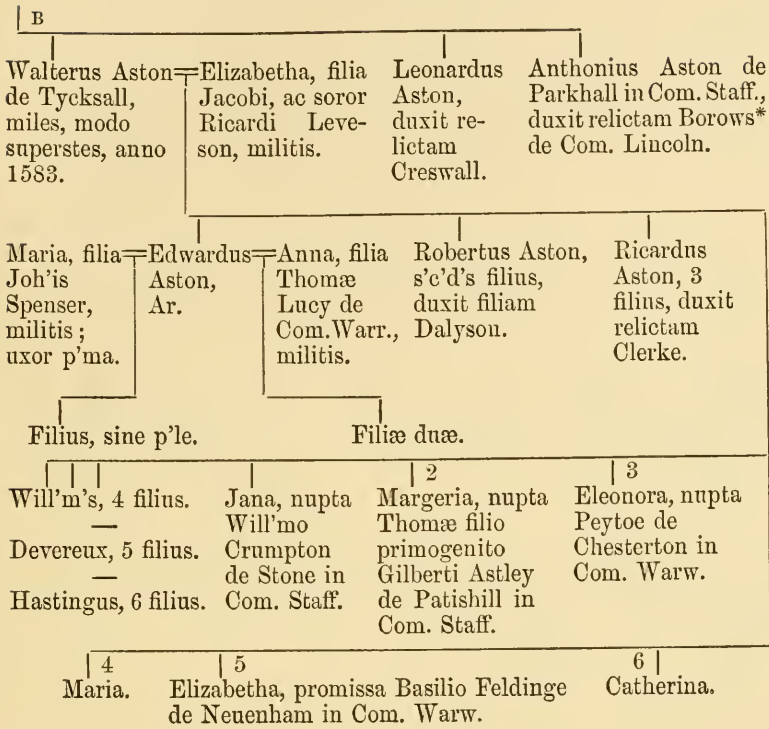 B
Walterus Aston
de Tycksall,
miles, modo
superstes, anno
1583.
Elizabetha, filia
Jacobi, ac soror
Ricardi Leve-
son, militis.
Leonardus
Aston,
duxit re-
lictam
Creswall.
Anthonius Aston de
Parkhall in Com. Staff.,
duxit relictam Borows*
de Com. Lincoln.
Maria, filia
Joh'is
Spenser,
militis;
uxor p'ma.
Edwardus
Aston,
Ar.
Anna, filia
Thomæ
Lucy de
Com. Warr.,
militis.
Robertus Aston,
s'c'd's filius,
duxit filiam
Dalyson.
Ricardus
Aston, 3
filius, duxit
relictam
Clerke.
Filius, sine p'le.
Filiæ duæ.
Will'm's, 4 filius.
—
Devereux, 5 filius.
—
Hastingus, 6 filius.
Jana, nupta
Will'mo
Crumpton
de Stone in
Com. Staff.
2
Margeria, nupta
Thomæ filio
primogenito
Gilberti Astley
de Patishill in
Com. Staff.
3
Eleonora, nupta
Peytoe de
Chesterton in
Com. Warw.
4
Maria.
5
Elizabetha, promissa Basilio Feldinge
de Neuenham in Com. Warw.
6
Catherina.